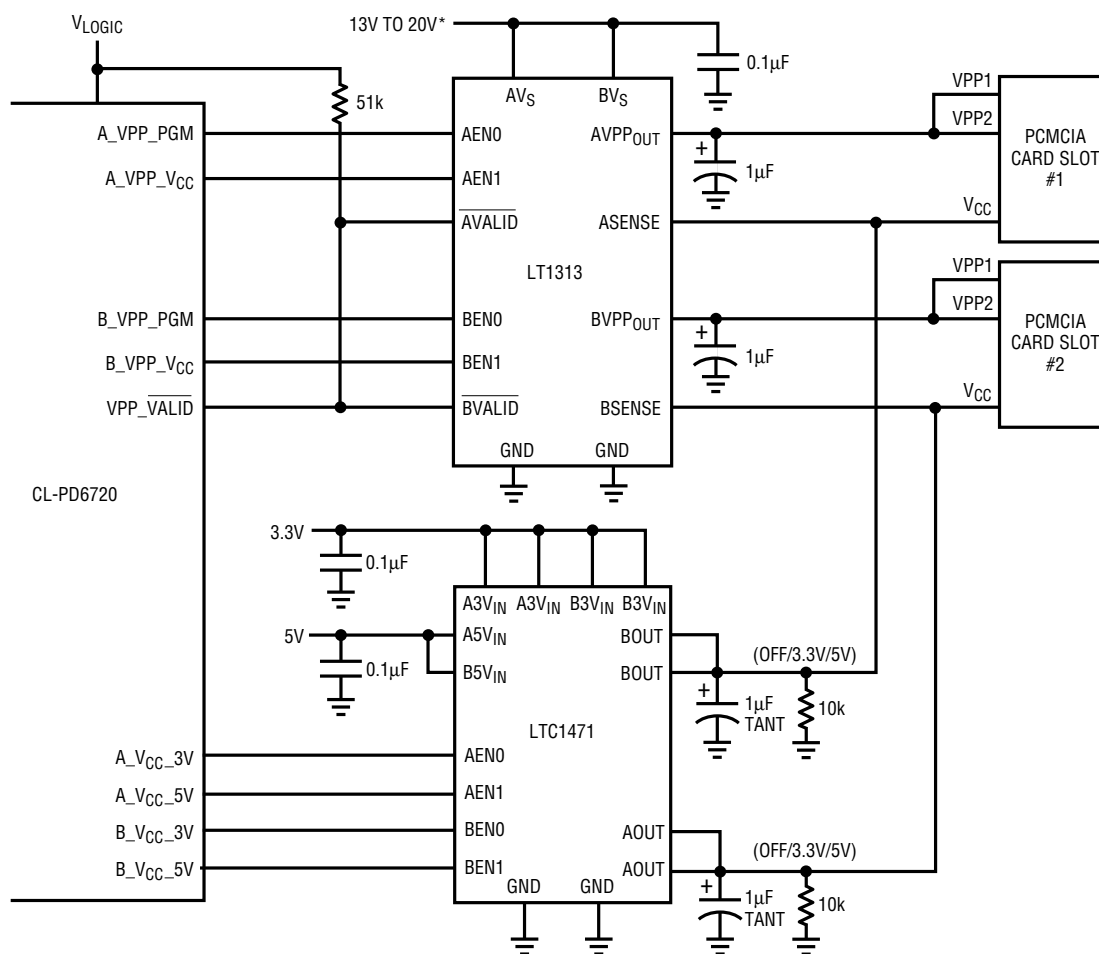 VLOGIC
13V TO 20V*
0.1µF
51k
AVS
BVS
A_VPP_PGM
A_VPP_VCC
B_VPP_PGM
B_VPP_VCC
VPP_VALID
CL-PD6720
A_VCC_3V
A_VCC_5V
B_VCC_3V
B_VCC_5V
AEN0
AEN1
AVALID
BEN0
BEN1
BVALID
LT1313
AVPPOUT
ASENSE
BVPPOUT
BSENSE
GND
GND
+
1µF
+
1µF
VPP1
VPP2
VCC
PCMCIA
CARD SLOT
#1
VPP1
VPP2
VCC
PCMCIA
CARD SLOT
#2
3.3V
0.1µF
5V
0.1µF
A3VIN
A3VIN
B3VIN
B3VIN
A5VIN
B5VIN
LTC1471
AEN0
AEN1
BEN0
BEN1
GND
GND
BOUT
BOUT
AOUT
AOUT
(OFF/3.3V/5V)
+
1µF
TANT
10k
(OFF/3.3V/5V)
+
1µF
TANT
10k